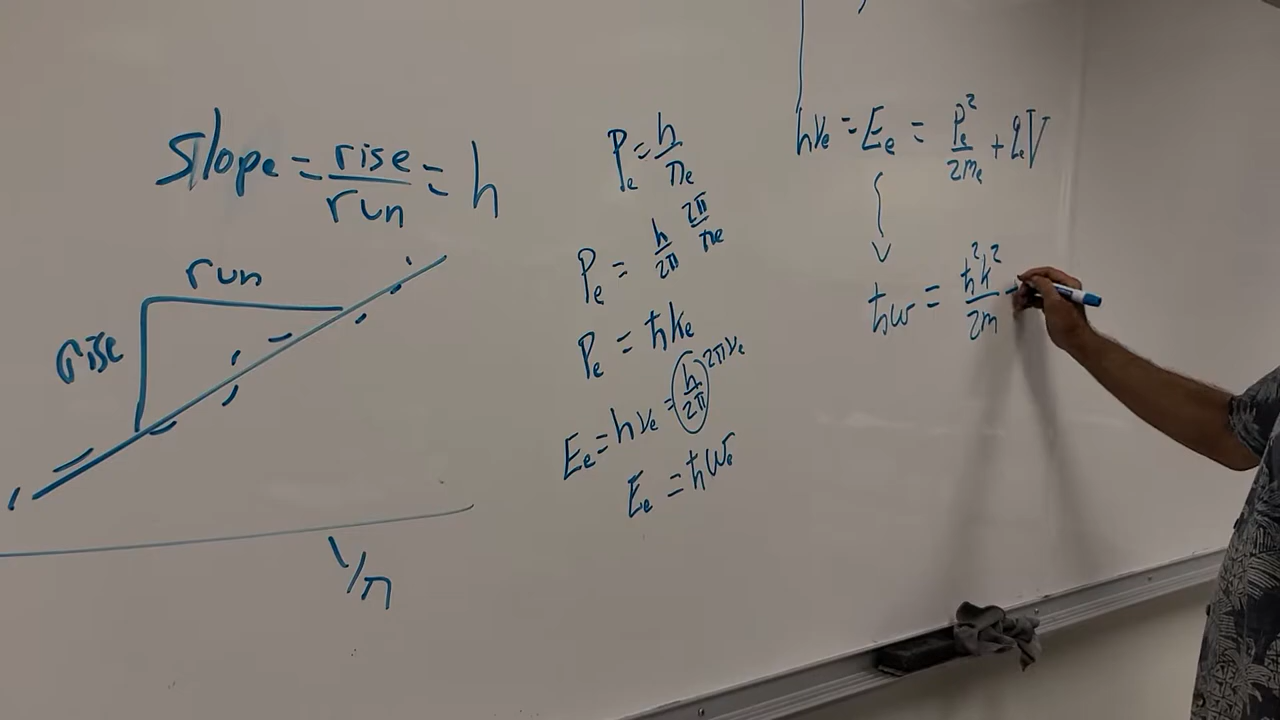 Slope = rise/run = h
run
rise
1/λ
Pₑ = h/λₑ
Pₑ = h/2π 2π/λₑ
Pₑ = ħkₑ
Eₑ = hνₑ = h/2π 2πνₑ
Eₑ = ħωₑ
hνₑ = Eₑ = Pₑ²/2mₑ + qₑV
ħω = ħ²k²/2m